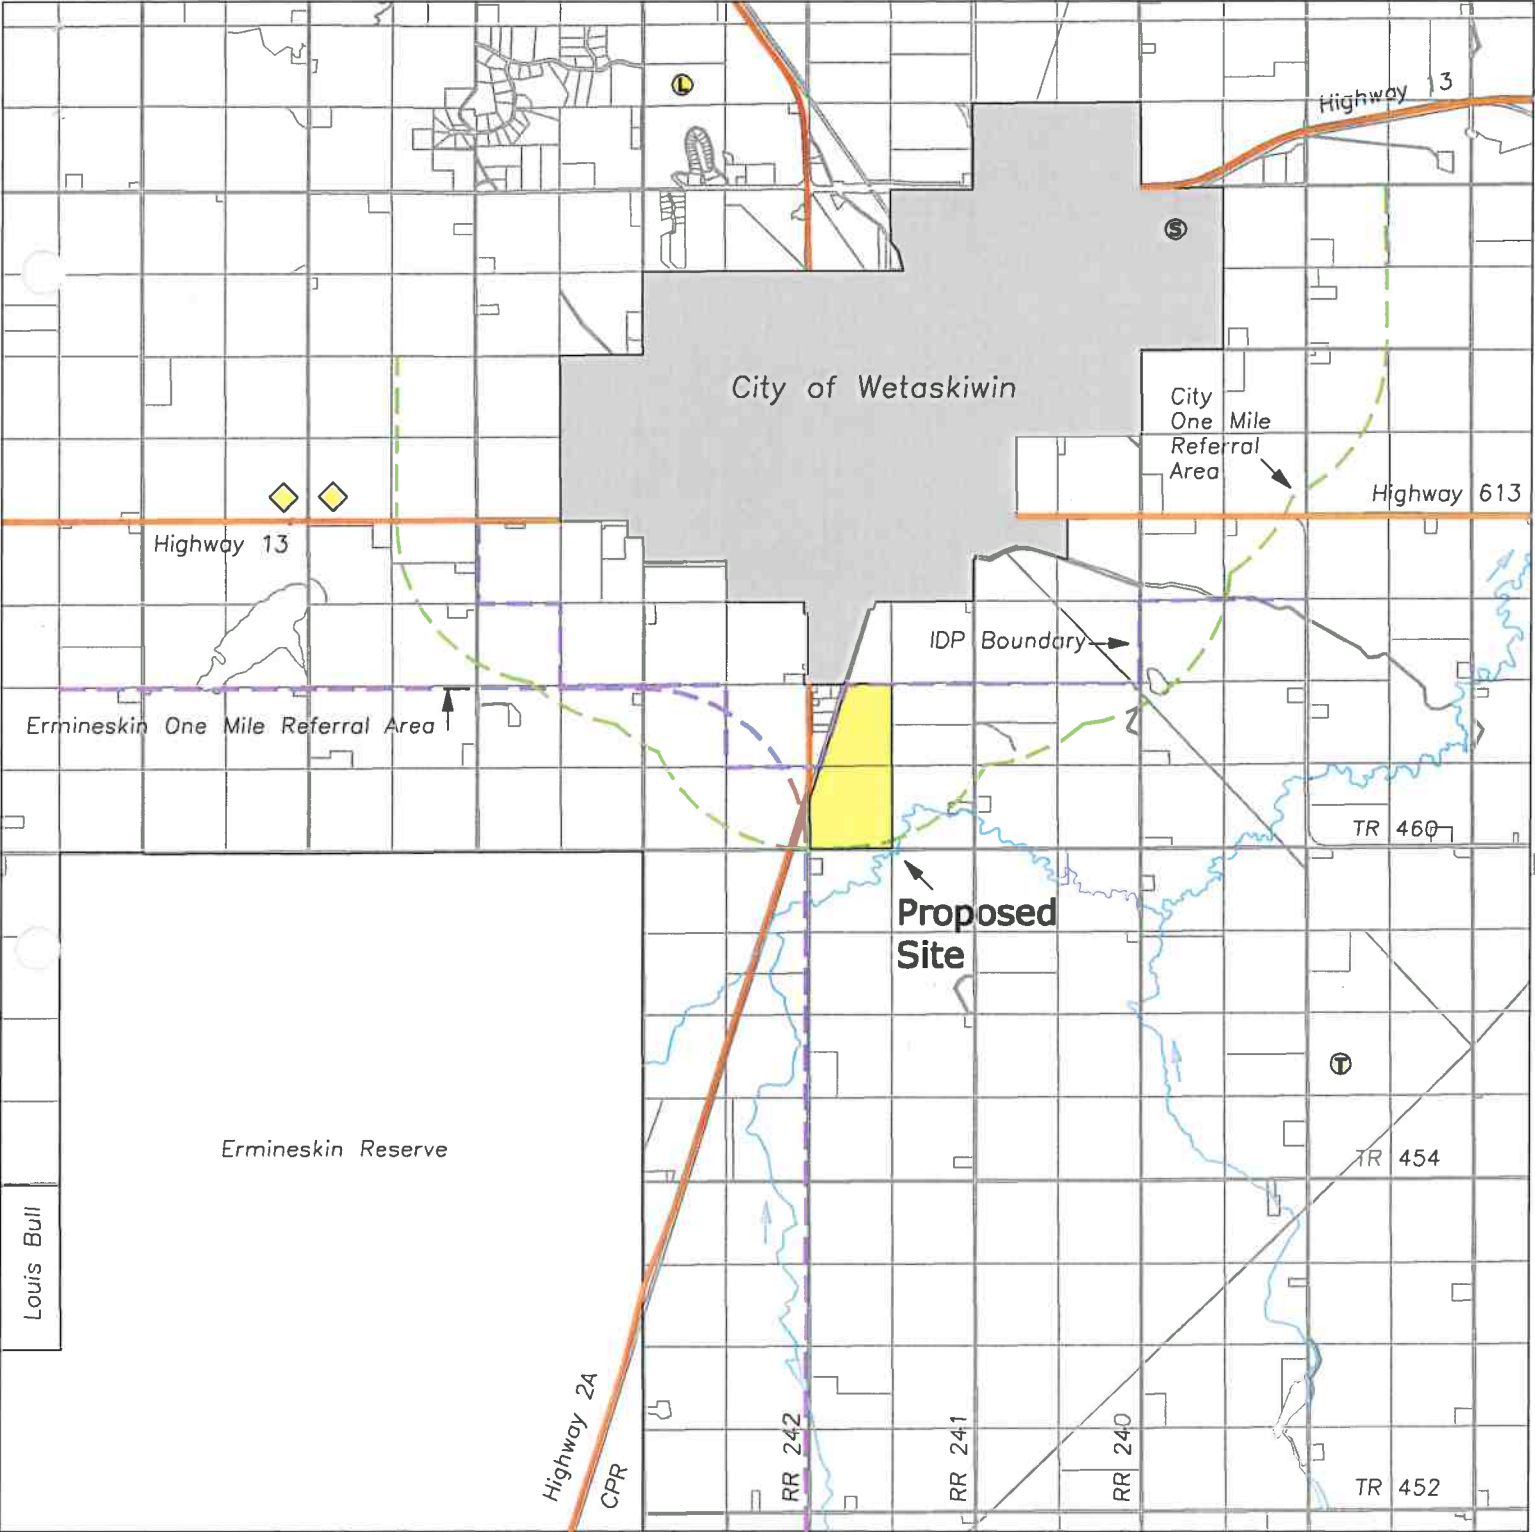 Highway 13
L
S
City of Wetaskiwin
City
One Mile
Referral
Area
Highway 613
Highway 13
IDP Boundary
Ermineskin One Mile Referral Area
TR 460
Proposed
Site
T
Ermineskin Reserve
TR 454
Louis Bull
Highway 2A
CPR
RR 242
RR 241
RR 240
TR 452